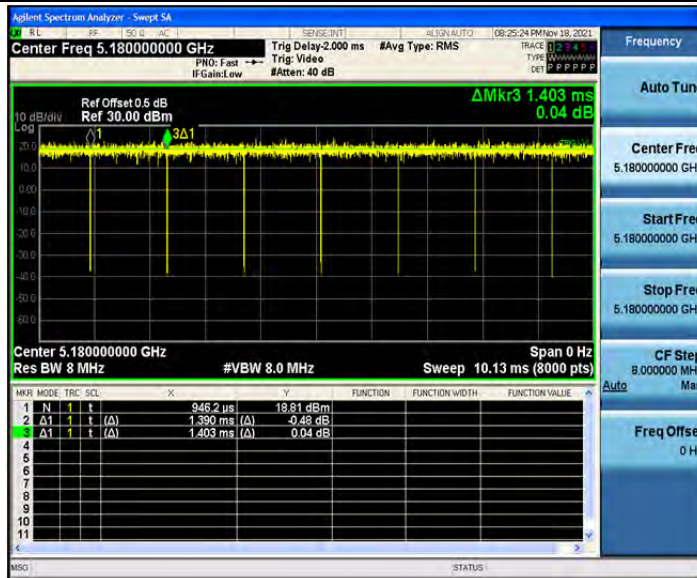 Agilent Spectrum Analyzer - Swept SA
RL RF 50 Ω AC SENSE:INT ALIGN AUTO 08:25:24 PM Nov 18, 2021
Center Freq 5.180000000 GHz
PNO: Fast
IFGain:Low
Trig Delay-2.000 ms
Trig: Video
#Atten: 40 dB
#Avg Type: RMS
TRACE 1 2 3 4 5 6
TYPE
DET P P P P P P
Ref Offset 0.5 dB
10 dB/div Ref 30.00 dBm
Log
ΔMkr3 1.403 ms
0.04 dB
1
3Δ1
20.0
10.0
0.00
-10.0
-20.0
-30.0
-40.0
-50.0
-60.0
Center 5.180000000 GHz Span 0 Hz
Res BW 8 MHz #VBW 8.0 MHz Sweep 10.13 ms (8000 pts)
MKR MODE TRC SCL X Y FUNCTION FUNCTION WIDTH FUNCTION VALUE
1 N 1 t 946.2 µs 18.81 dBm
2 Δ1 1 t (Δ) 1.390 ms (Δ) -0.48 dB
3 Δ1 1 t (Δ) 1.403 ms (Δ) 0.04 dB
4
5
6
7
8
9
10
11
MSG STATUS
Frequency
Auto Tun
Center Fre
5.180000000 GH
Start Fre
5.180000000 GH
Stop Fre
5.180000000 GH
CF Step
8.000000 MH
Auto Ma
Freq Offse
0 H